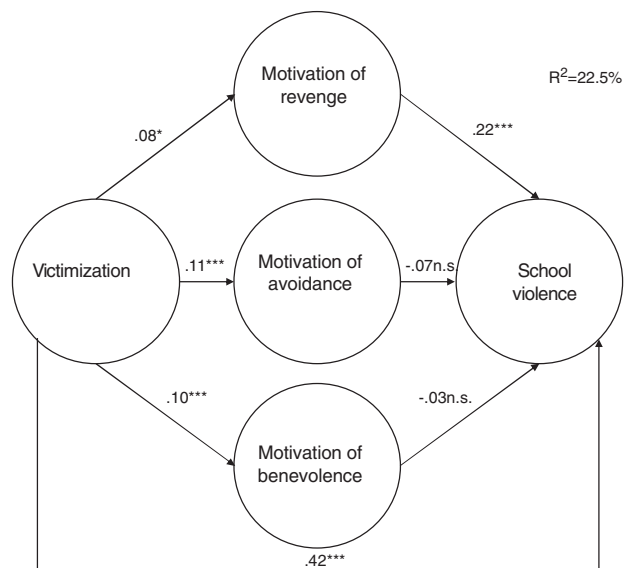 Motivation of
revenge
R²=22.5%
.08*
.22***
Victimization
.11***
Motivation of
avoidance
-.07n.s.
School
violence
.10***
-.03n.s.
Motivation of
benevolence
.42***